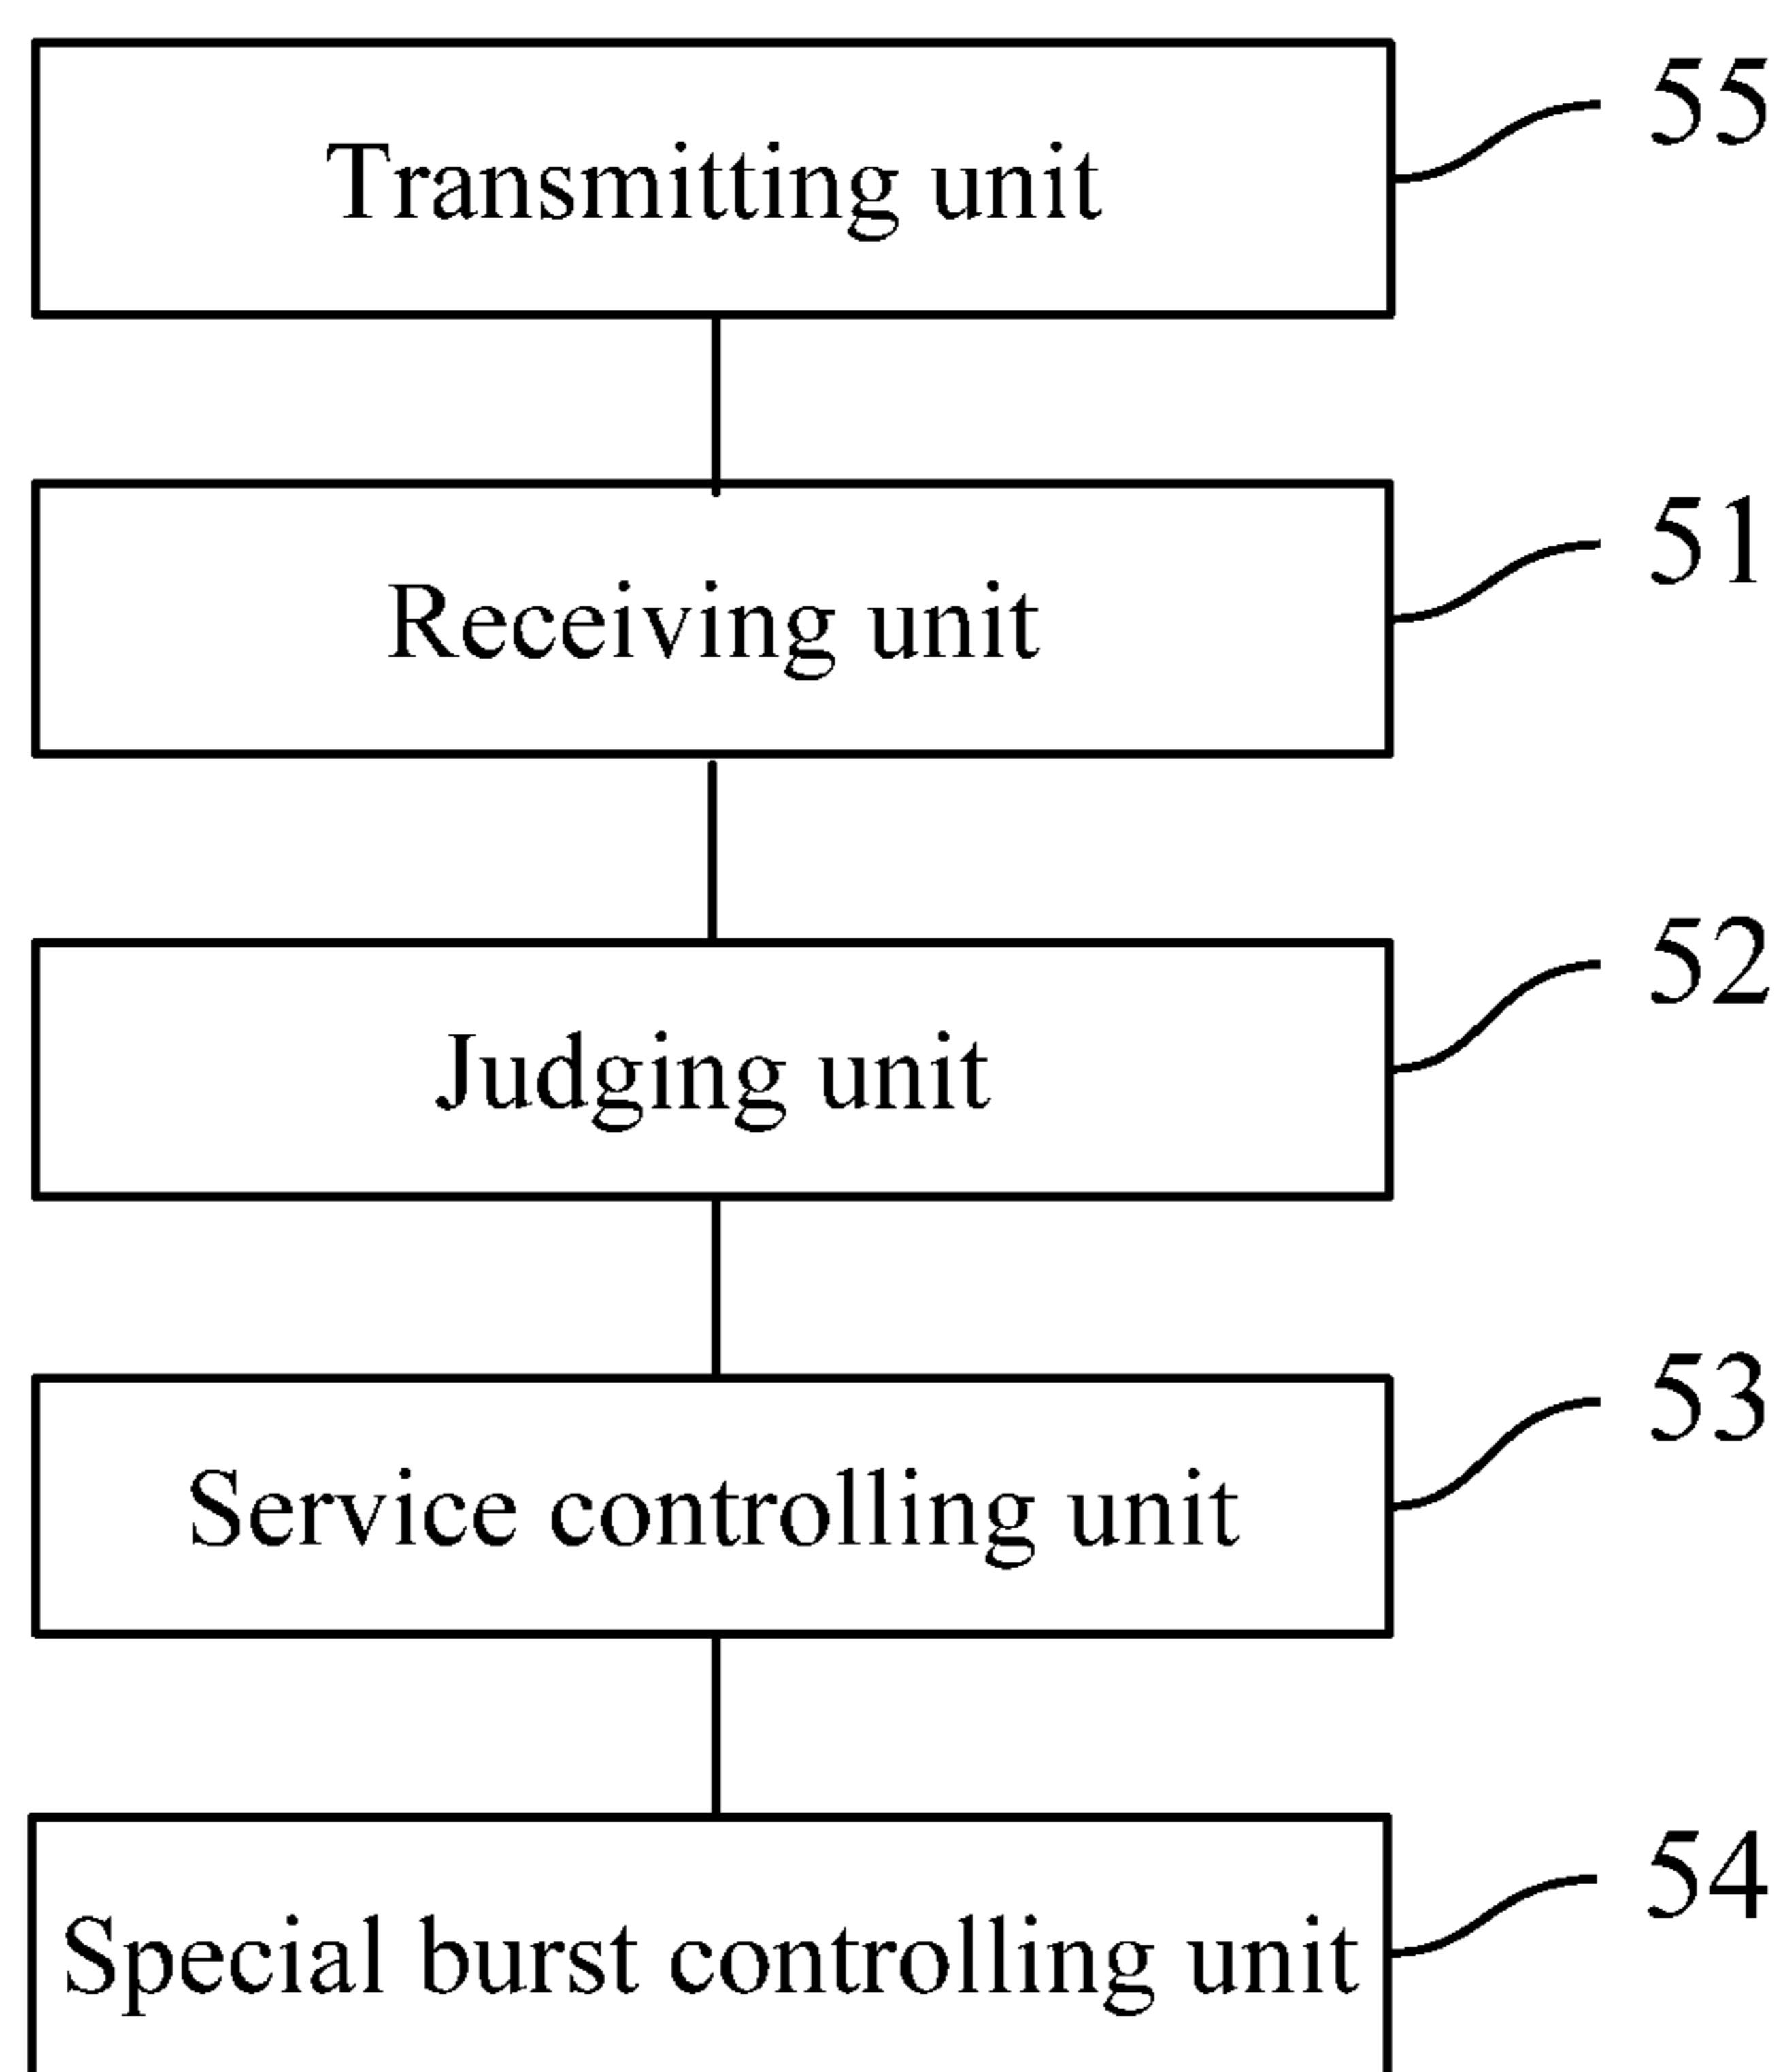 Transmitting unit
55
Receiving unit
51
Judging unit
52
Service controlling unit
53
Special burst controlling unit
54